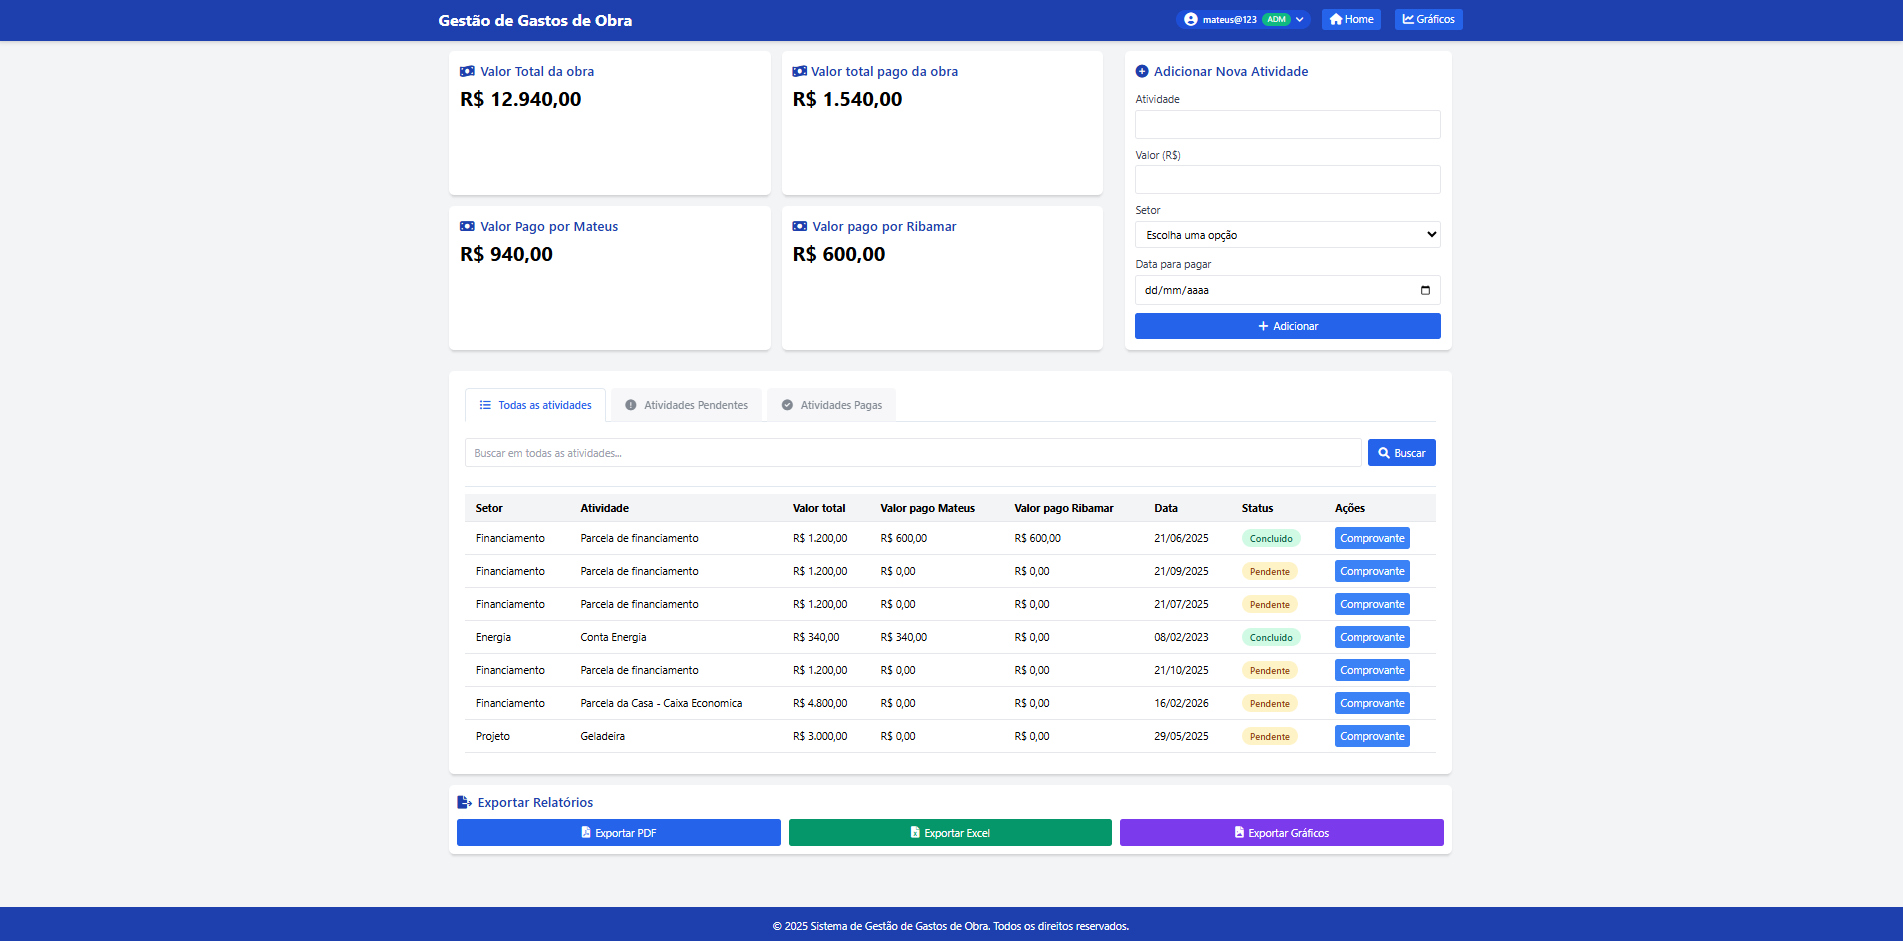 Gestão de Gastos de Obra
mateus@123 ADM
Home
Gráficos
Valor Total da obra
R$ 12.940,00
Valor total pago da obra
R$ 1.540,00
Valor Pago por Mateus
R$ 940,00
Valor pago por Ribamar
R$ 600,00
Adicionar Nova Atividade
Atividade
Valor (R$)
Setor
Escolha uma opção
Data para pagar
dd/mm/aaaa
Adicionar
Todas as atividades
Atividades Pendentes
Atividades Pagas
Buscar em todas as atividades...
Buscar
Setor Atividade Valor total Valor pago Mateus Valor pago Ribamar Data Status Ações
Financiamento Parcela de financiamento R$ 1.200,00 R$ 600,00 R$ 600,00 21/06/2025 Concluído Comprovante
Financiamento Parcela de financiamento R$ 1.200,00 R$ 0,00 R$ 0,00 21/09/2025 Pendente Comprovante
Financiamento Parcela de financiamento R$ 1.200,00 R$ 0,00 R$ 0,00 21/07/2025 Pendente Comprovante
Energia Conta Energia R$ 340,00 R$ 340,00 R$ 0,00 08/02/2023 Concluído Comprovante
Financiamento Parcela de financiamento R$ 1.200,00 R$ 0,00 R$ 0,00 21/10/2025 Pendente Comprovante
Financiamento Parcela da Casa - Caixa Economica R$ 4.800,00 R$ 0,00 R$ 0,00 16/02/2026 Pendente Comprovante
Projeto Geladeira R$ 3.000,00 R$ 0,00 R$ 0,00 29/05/2025 Pendente Comprovante
Exportar Relatórios
Exportar PDF
Exportar Excel
Exportar Gráficos
© 2025 Sistema de Gestão de Gastos de Obra. Todos os direitos reservados.